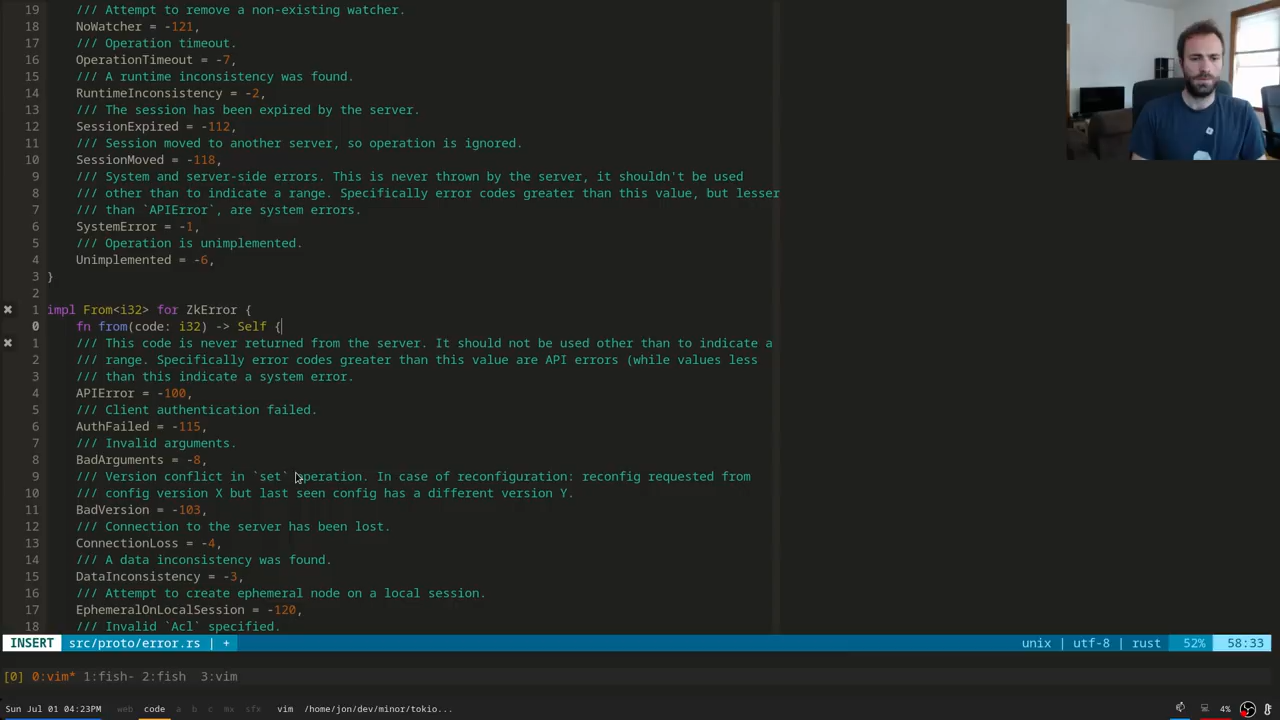 19 /// Attempt to remove a non-existing watcher.
18 NoWatcher = -121,
17 /// Operation timeout.
16 OperationTimeout = -7,
15 /// A runtime inconsistency was found.
14 RuntimeInconsistency = -2,
13 /// The session has been expired by the server.
12 SessionExpired = -112,
11 /// Session moved to another server, so operation is ignored.
10 SessionMoved = -118,
9 /// System and server-side errors. This is never thrown by the server, it shouldn't be used
8 /// other than to indicate a range. Specifically error codes greater than this value, but lesser
7 /// than `APIError`, are system errors.
6 SystemError = -1,
5 /// Operation is unimplemented.
4 Unimplemented = -6,
3 }
2
1 impl From<i32> for ZkError {
0 fn from(code: i32) -> Self {
1 /// This code is never returned from the server. It should not be used other than to indicate a
2 /// range. Specifically error codes greater than this value are API errors (while values less
3 /// than this indicate a system error.
4 APIError = -100,
5 /// Client authentication failed.
6 AuthFailed = -115,
7 /// Invalid arguments.
8 BadArguments = -8,
9 /// Version conflict in `set` operation. In case of reconfiguration: reconfig requested from
10 /// config version X but last seen config has a different version Y.
11 BadVersion = -103,
12 /// Connection to the server has been lost.
13 ConnectionLoss = -4,
14 /// A data inconsistency was found.
15 DataInconsistency = -3,
16 /// Attempt to create ephemeral node on a local session.
17 EphemeralOnLocalSession = -120,
18 /// Invalid `Acl` specified.
INSERT src/proto/error.rs | + unix | utf-8 | rust 52% 58:33
[0] 0:vim* 1:fish- 2:fish 3:vim
Sun Jul 01 04:23PM web code a b c mx sfx vim /home/jon/dev/minor/tokio... 4%